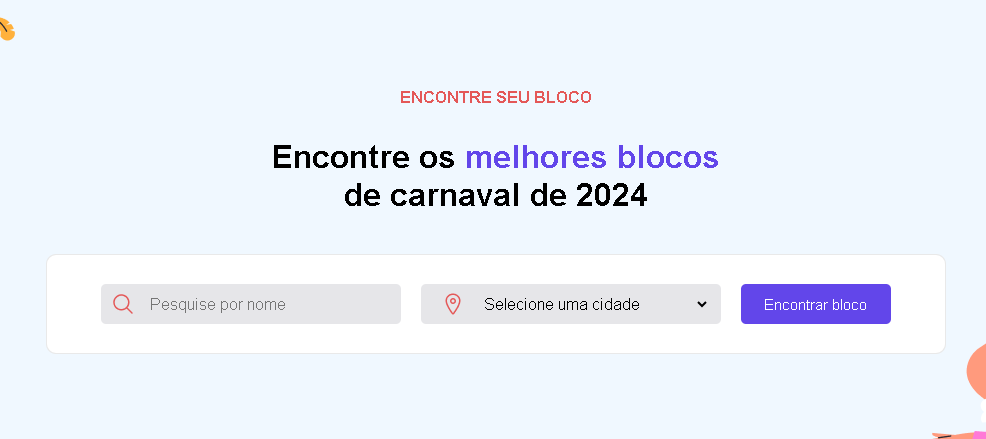 ENCONTRE SEU BLOCO
Encontre os melhores blocos
de carnaval de 2024
Pesquise por nome
Selecione uma cidade
Encontrar bloco